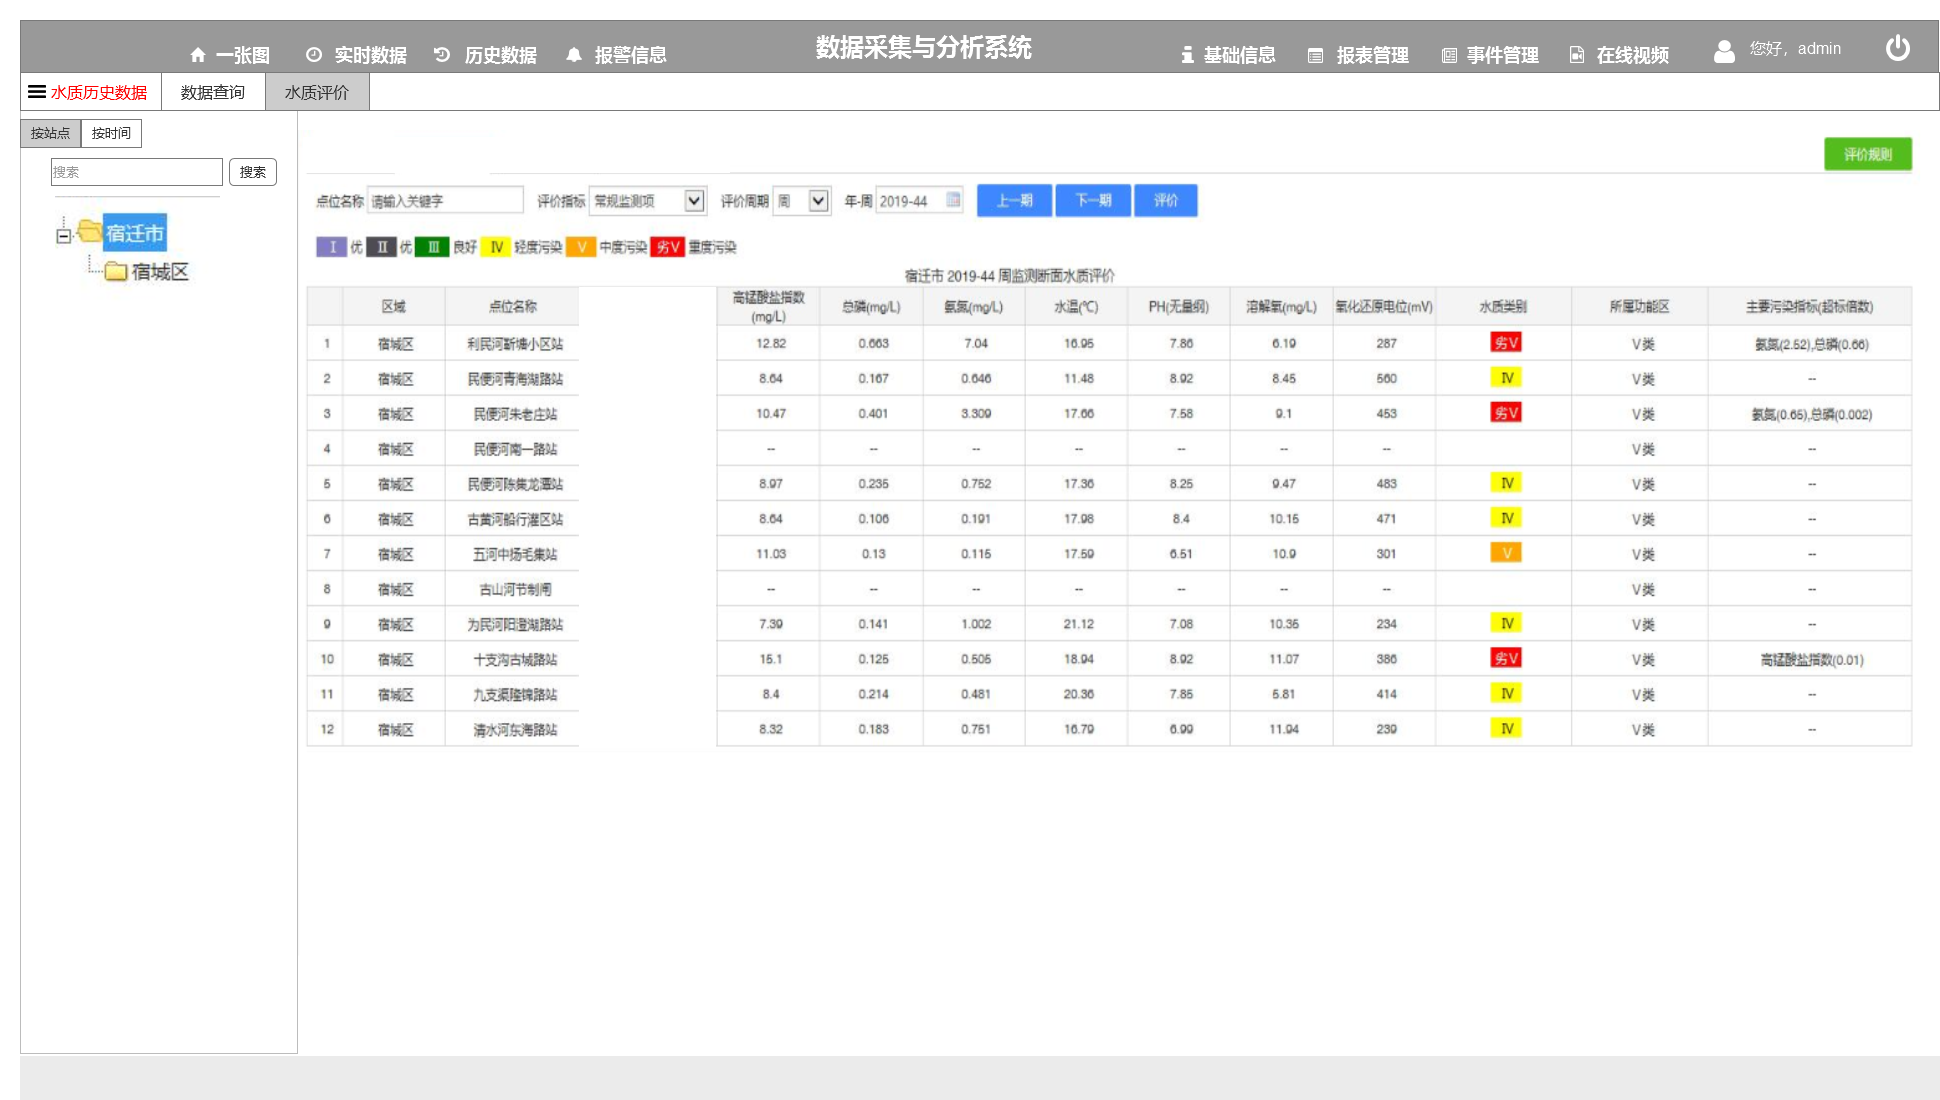 一张图 实时数据 历史数据 报警信息 数据采集与分析系统 基础信息 报表管理 事件管理 在线视频 您好，admin
水质历史数据 数据查询 水质评价
按站点 按时间
搜索 搜索
宿迁市
宿城区
评价规则
点位名称 请输入关键字 评价指标 常规监测项 评价周期 周 年-周 2019-44 上一期 下一期 评价
Ⅰ 优 Ⅱ 优 Ⅲ 良好 Ⅳ 轻度污染 Ⅴ 中度污染 劣Ⅴ 重度污染
宿迁市 2019-44 周监测断面水质评价
区域 点位名称 高锰酸盐指数(mg/L) 总磷(mg/L) 氨氮(mg/L) 水温(℃) PH(无量纲) 溶解氧(mg/L) 氧化还原电位(mV) 水质类别 所属功能区 主要污染指标(超标倍数)
1 宿城区 利民河靳塘小区站 12.82 0.663 7.04 16.95 7.86 6.19 287 劣Ⅴ Ⅴ类 氨氮(2.52),总磷(0.66)
2 宿城区 民便河青海湖路站 8.64 0.167 0.646 11.48 8.92 8.45 560 Ⅳ Ⅴ类 --
3 宿城区 民便河朱老庄站 10.47 0.401 3.309 17.66 7.58 9.1 453 劣Ⅴ Ⅴ类 氨氮(0.65),总磷(0.002)
4 宿城区 民便河南一路站 -- -- -- -- -- -- -- Ⅴ类 --
5 宿城区 民便河陈集龙潭站 8.97 0.235 0.752 17.36 8.25 9.47 483 Ⅳ Ⅴ类 --
6 宿城区 古黄河船行灌区站 8.64 0.106 0.191 17.98 8.4 10.15 471 Ⅳ Ⅴ类 --
7 宿城区 五河中扬毛集站 11.03 0.13 0.115 17.59 6.51 10.9 301 Ⅴ Ⅴ类 --
8 宿城区 古山河节制闸 -- -- -- -- -- -- -- Ⅴ类 --
9 宿城区 为民河阳澄湖路站 7.39 0.141 1.002 21.12 7.08 10.35 234 Ⅳ Ⅴ类 --
10 宿城区 十支沟古城路站 15.1 0.125 0.505 18.94 8.92 11.07 386 劣Ⅴ Ⅴ类 高锰酸盐指数(0.01)
11 宿城区 九支渠隆锦路站 8.4 0.214 0.481 20.36 7.85 5.81 414 Ⅳ Ⅴ类 --
12 宿城区 清水河东海路站 8.32 0.183 0.751 16.79 6.99 11.94 239 Ⅳ Ⅴ类 --